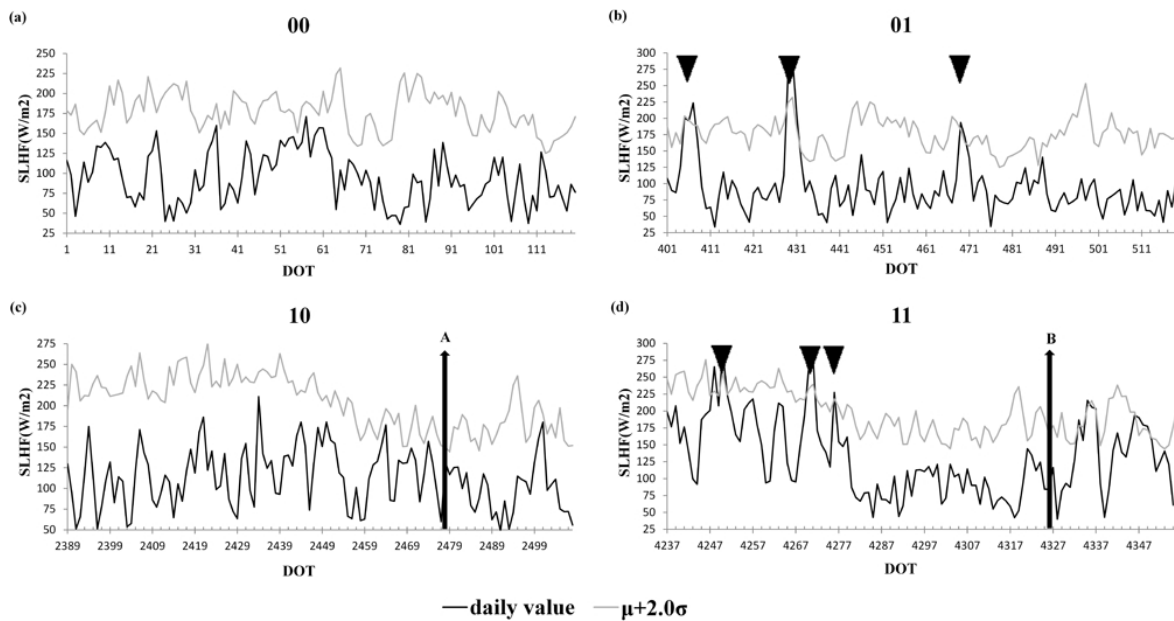 (a)
00
SLHF(W/m2)
250
225
200
175
150
125
100
75
50
25
1 11 21 31 41 51 61 71 81 91 101 111
DOT
(b)
01
SLHF(W/m2)
300
275
250
225
200
175
150
125
100
75
50
25
401 411 421 431 441 451 461 471 481 491 501 511
DOT
(c)
10
A
SLHF(W/m2)
275
250
225
200
175
150
125
100
75
50
2389 2399 2409 2419 2429 2439 2449 2459 2469 2479 2489 2499
DOT
(d)
11
B
SLHF(W/m2)
300
275
250
225
200
175
150
125
100
75
50
25
4237 4247 4257 4267 4277 4287 4297 4307 4317 4327 4337 4347
DOT
daily value μ+2.0σ